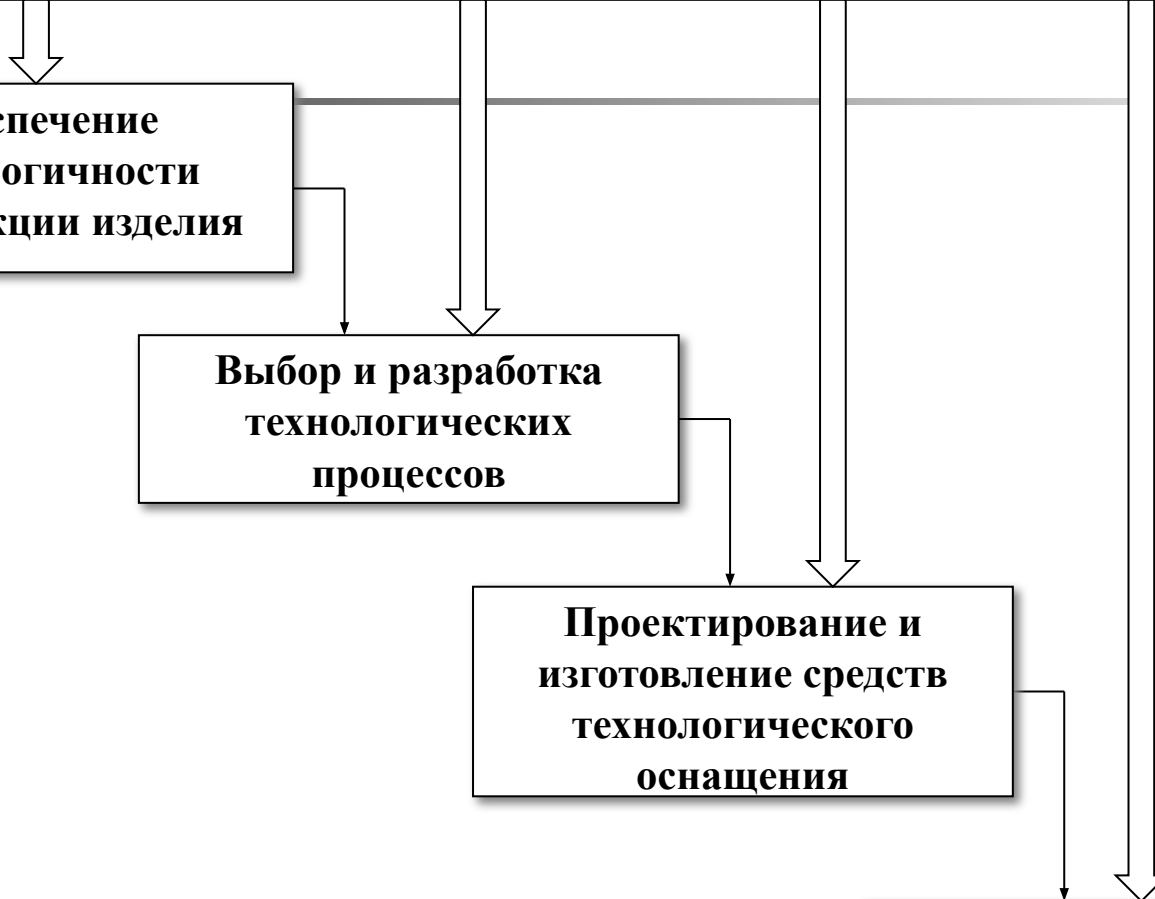 спечение
огичности
кции изделия
Выбор и разработка
технологических
процессов
Проектирование и
изготовление средств
технологического
оснащения